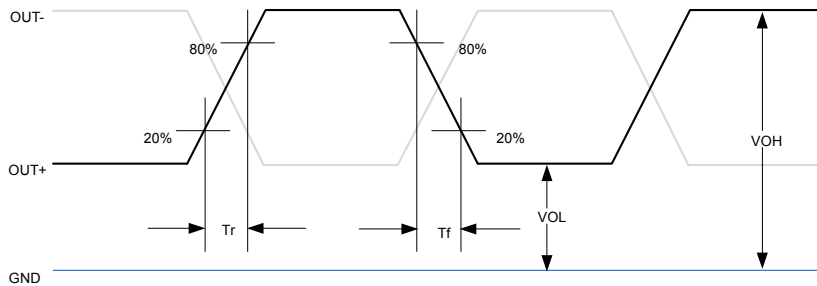 OUT-
80%
80%
20%
20%
OUT+
VOH
VOL
Tr
Tf
GND